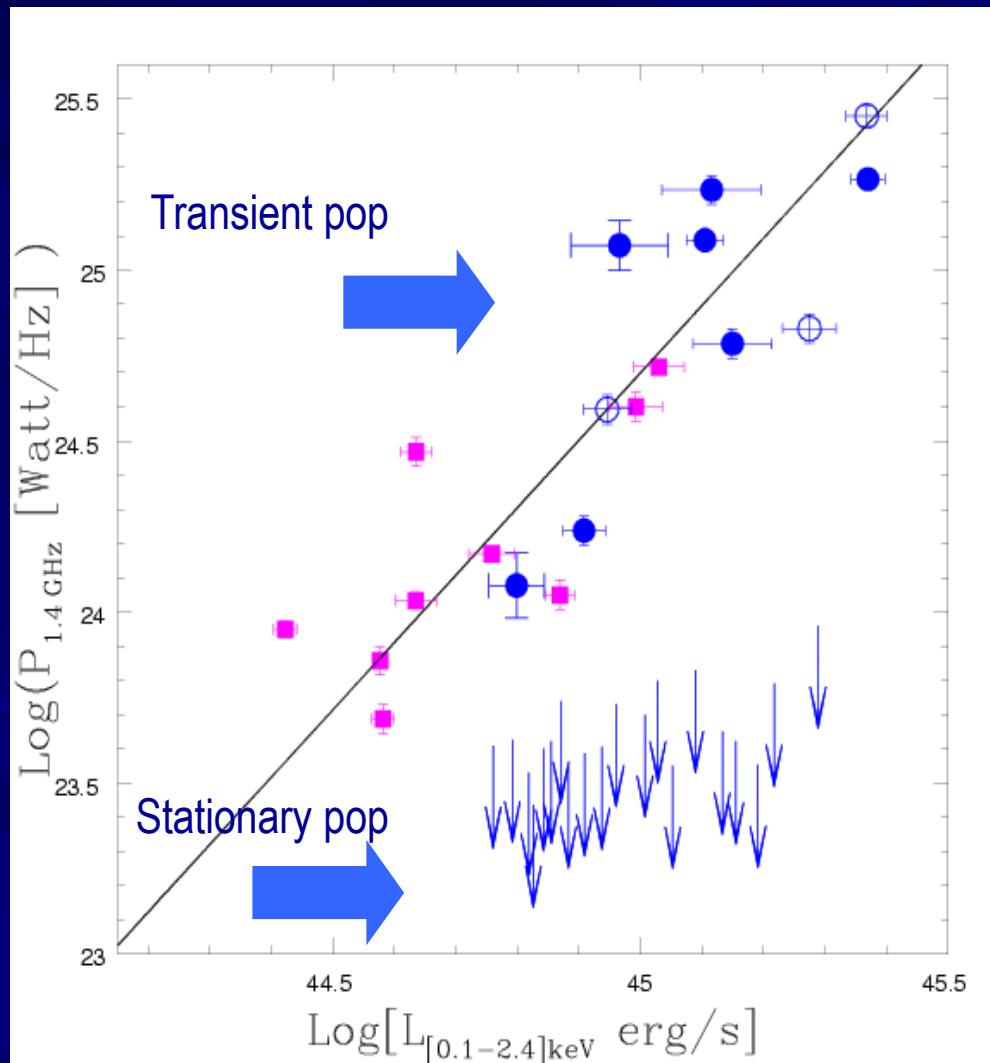 25.5
Transient pop
25
Log(P1.4 GHz [Watt/Hz])
24.5
24
23.5
Stationary pop
23
44.5
45
45.5
Log[L[0.1−2.4]keV erg/s]